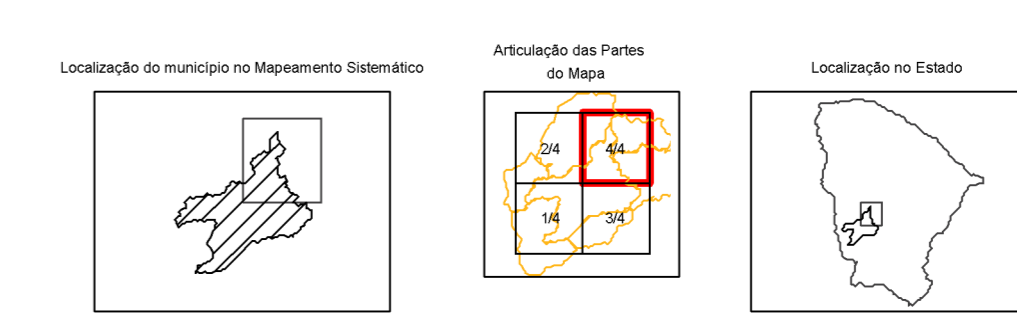 Localização do município no Mapeamento Sistemático
Articulação das Partes
do Mapa
2/4
4/4
1/4
3/4
Localização no Estado